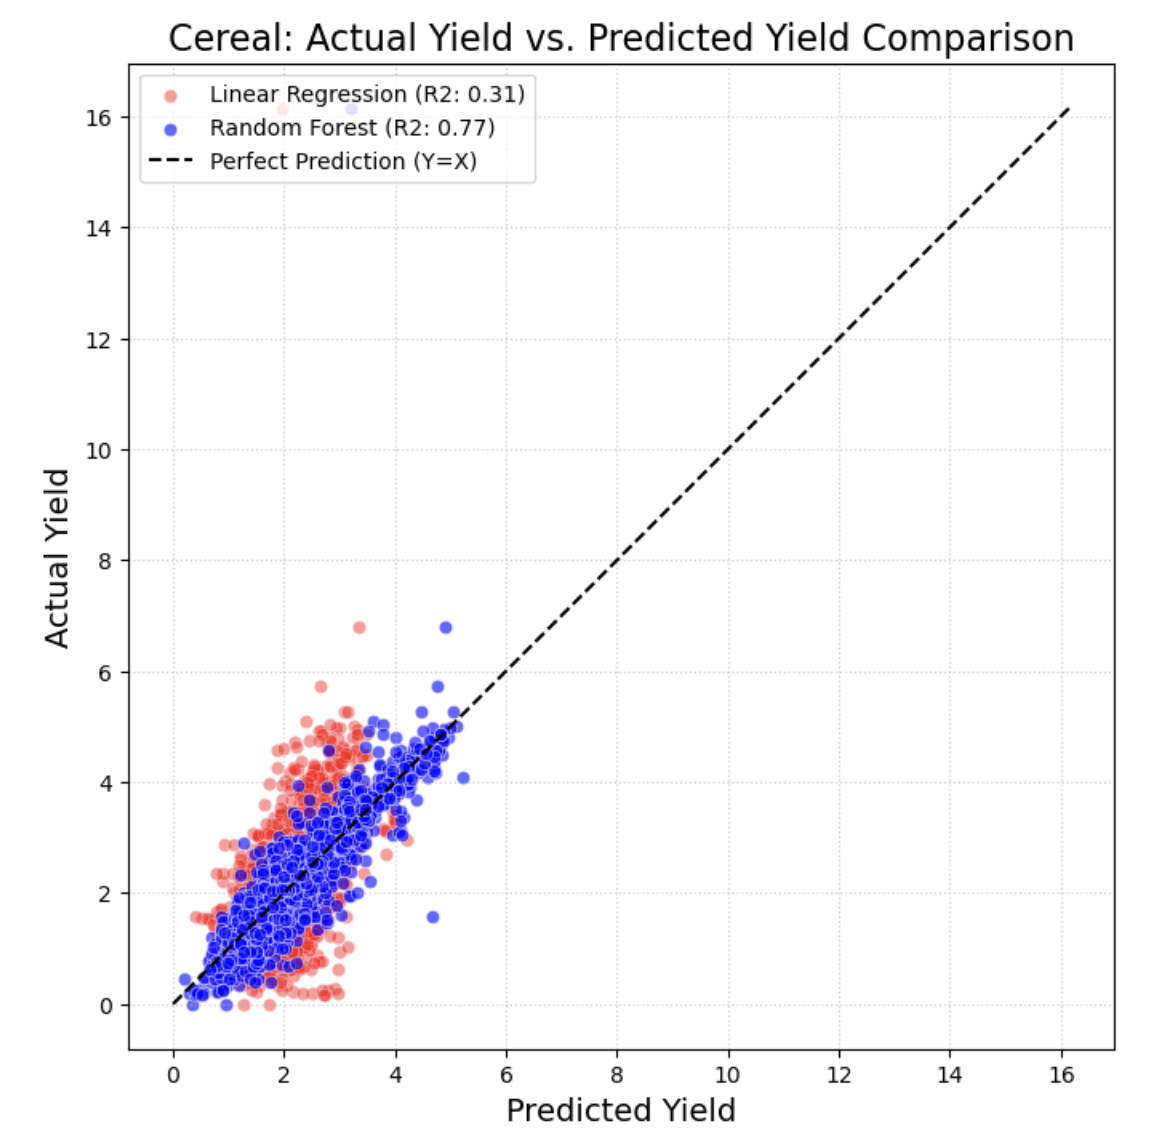 Cereal: Actual Yield vs. Predicted Yield Comparison
Linear Regression (R2: 0.31)
Random Forest (R2: 0.77)
Perfect Prediction (Y=X)
16
14
12
10
8
6
4
2
0
Actual Yield
0 2 4 6 8 10 12 14 16
Predicted Yield